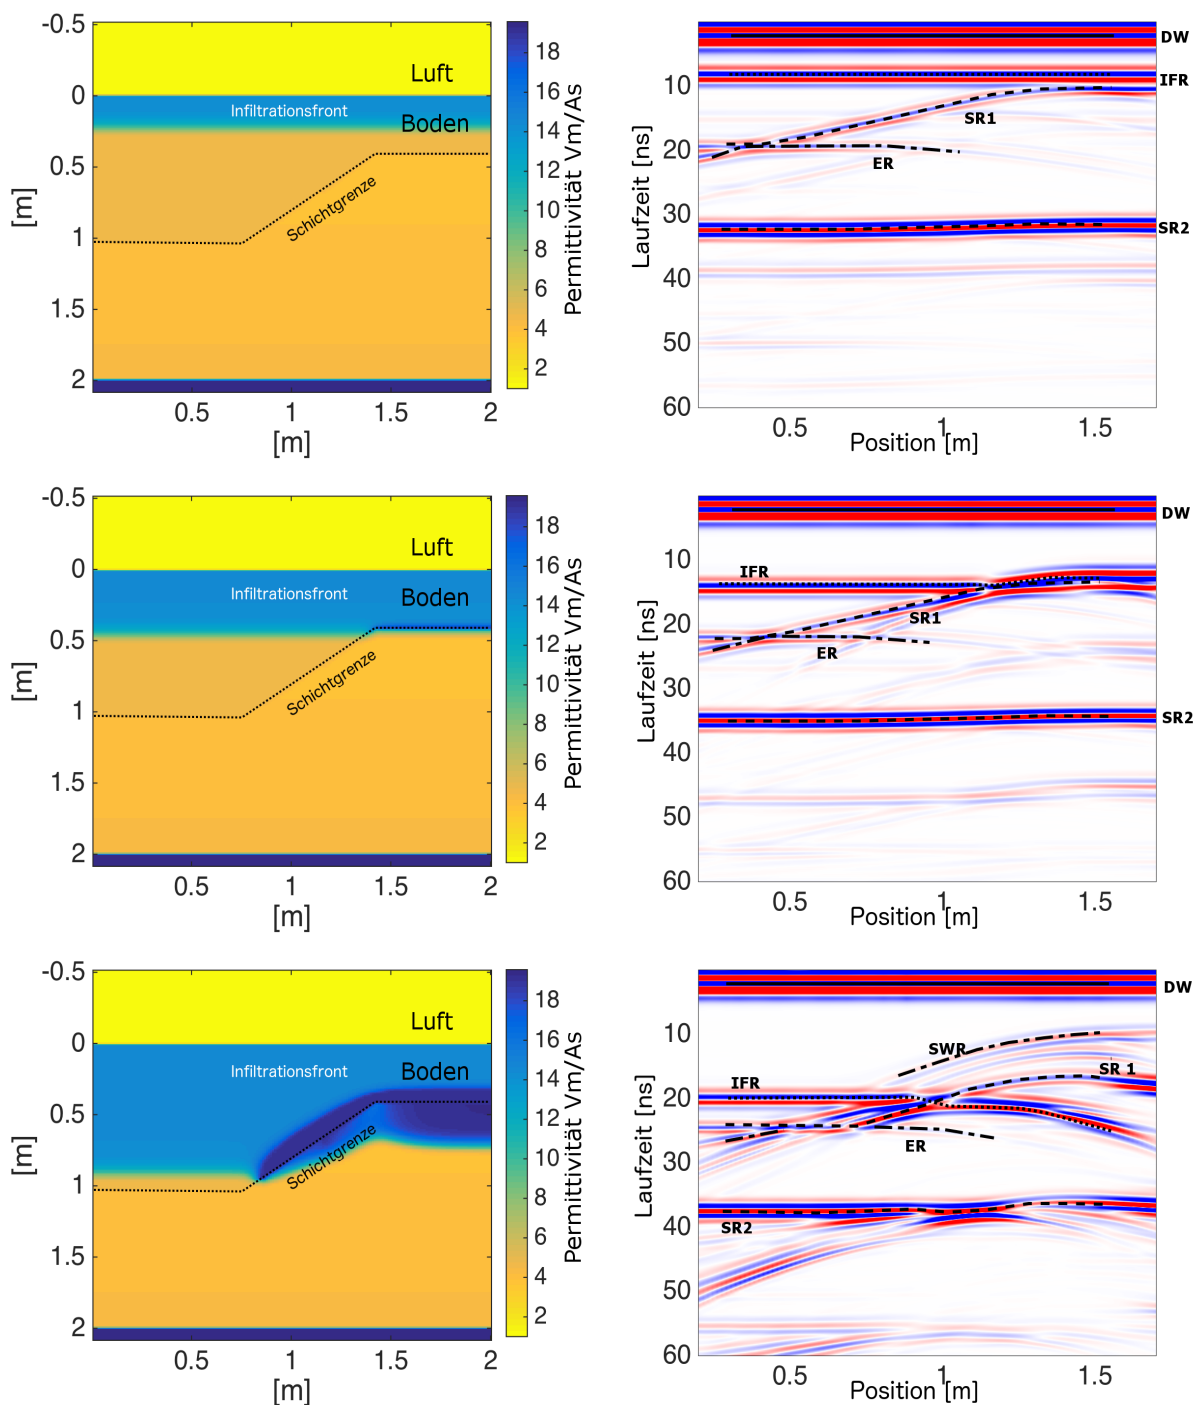 -0.5
0
0.5
1
1.5
2
[m]
0.5
1
1.5
2
[m]
Luft
Infiltrationsfront
Boden
Schichtgrenze
18
16
14
12
10
8
6
4
2
Permittivität Vm/As
10
20
30
40
50
60
Laufzeit [ns]
0.5
1
1.5
Position [m]
DW
IFR
SR1
ER
SR2
-0.5
0
0.5
1
1.5
2
[m]
0.5
1
1.5
2
[m]
Luft
Infiltrationsfront
Boden
Schichtgrenze
18
16
14
12
10
8
6
4
2
Permittivität Vm/As
10
20
30
40
50
60
Laufzeit [ns]
0.5
1
1.5
Position [m]
DW
IFR
SR1
ER
SR2
-0.5
0
0.5
1
1.5
2
[m]
0.5
1
1.5
2
[m]
Luft
Infiltrationsfront
Boden
Schichtgrenze
18
16
14
12
10
8
6
4
2
Permittivität Vm/As
10
20
30
40
50
60
Laufzeit [ns]
0.5
1
1.5
Position [m]
DW
SWR
SR 1
IFR
ER
SR2